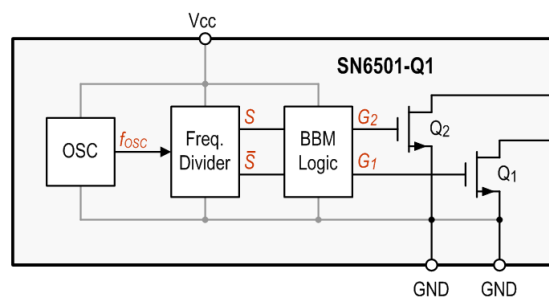 Vcc
SN6501-Q1
OSC
fOSC
Freq.
Divider
S
S̅
BBM
Logic
G2
G1
Q2
Q1
GND
GND